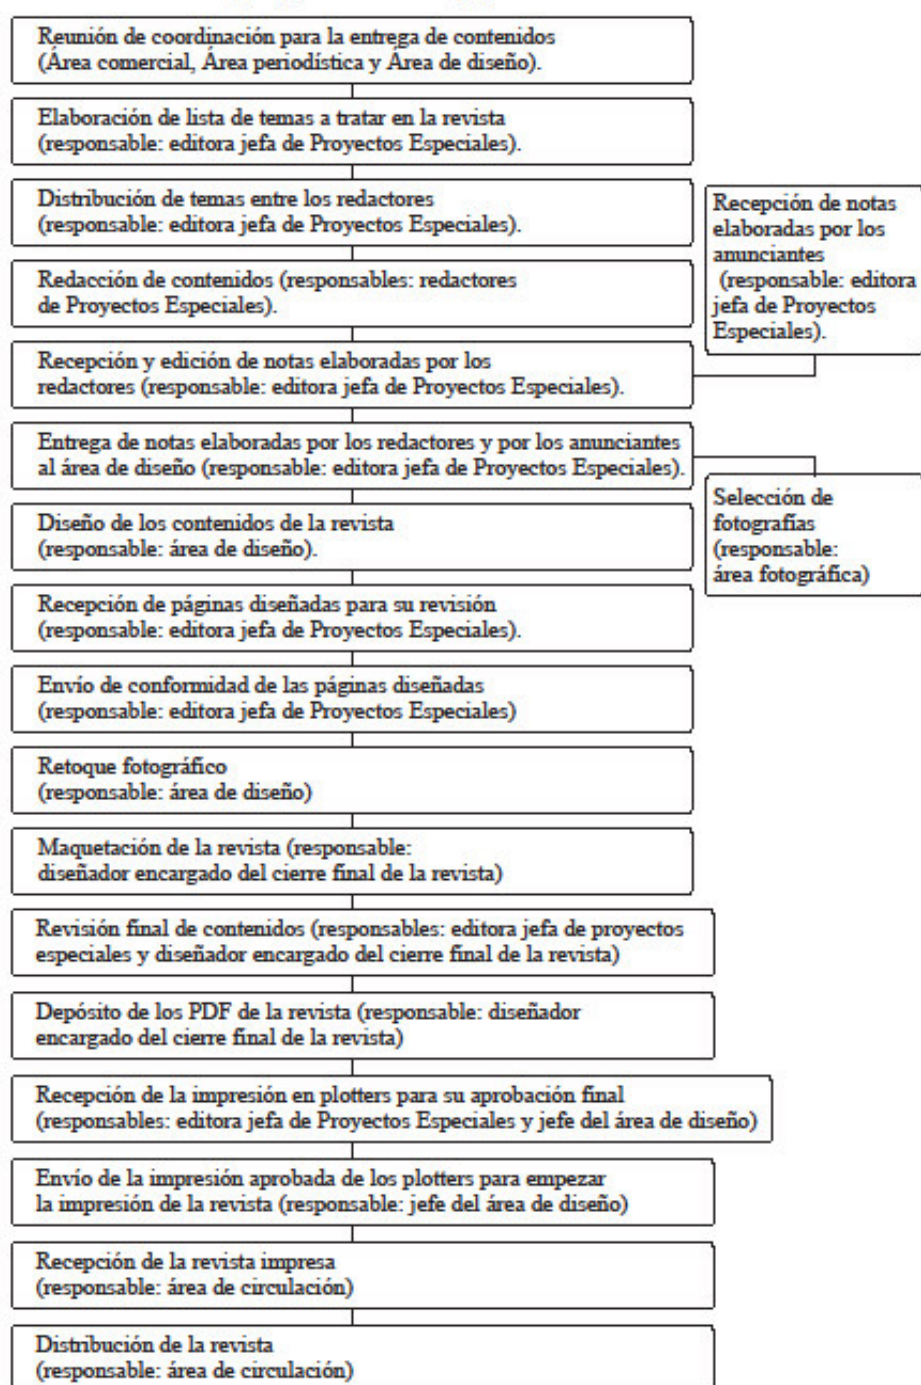 Reunión de coordinación para la entrega de contenidos
(Área comercial, Área periodística y Área de diseño).
Elaboración de lista de temas a tratar en la revista
(responsable: editora jefa de Proyectos Especiales).
Distribución de temas entre los redactores
(responsable: editora jefa de Proyectos Especiales).
Recepción de notas
elaboradas por los
anunciantes
(responsable: editora
jefa de Proyectos
Especiales).
Redacción de contenidos (responsables: redactores
de Proyectos Especiales).
Recepción y edición de notas elaboradas por los
redactores (responsable: editora jefa de Proyectos Especiales).
Entrega de notas elaboradas por los redactores y por los anunciantes
al área de diseño (responsable: editora jefa de Proyectos Especiales).
Selección de
fotografías
(responsable:
área fotográfica)
Diseño de los contenidos de la revista
(responsable: área de diseño).
Recepción de páginas diseñadas para su revisión
(responsable: editora jefa de Proyectos Especiales).
Envío de conformidad de las páginas diseñadas
(responsable: editora jefa de Proyectos Especiales)
Retoque fotográfico
(responsable: área de diseño)
Maquetación de la revista (responsable:
diseñador encargado del cierre final de la revista)
Revisión final de contenidos (responsables: editora jefa de proyectos
especiales y diseñador encargado del cierre final de la revista)
Depósito de los PDF de la revista (responsable: diseñador
encargado del cierre final de la revista)
Recepción de la impresión en plotters para su aprobación final
(responsables: editora jefa de Proyectos Especiales y jefe del área de diseño)
Envío de la impresión aprobada de los plotters para empezar
la impresión de la revista (responsable: jefe del área de diseño)
Recepción de la revista impresa
(responsable: área de circulación)
Distribución de la revista
(responsable: área de circulación)